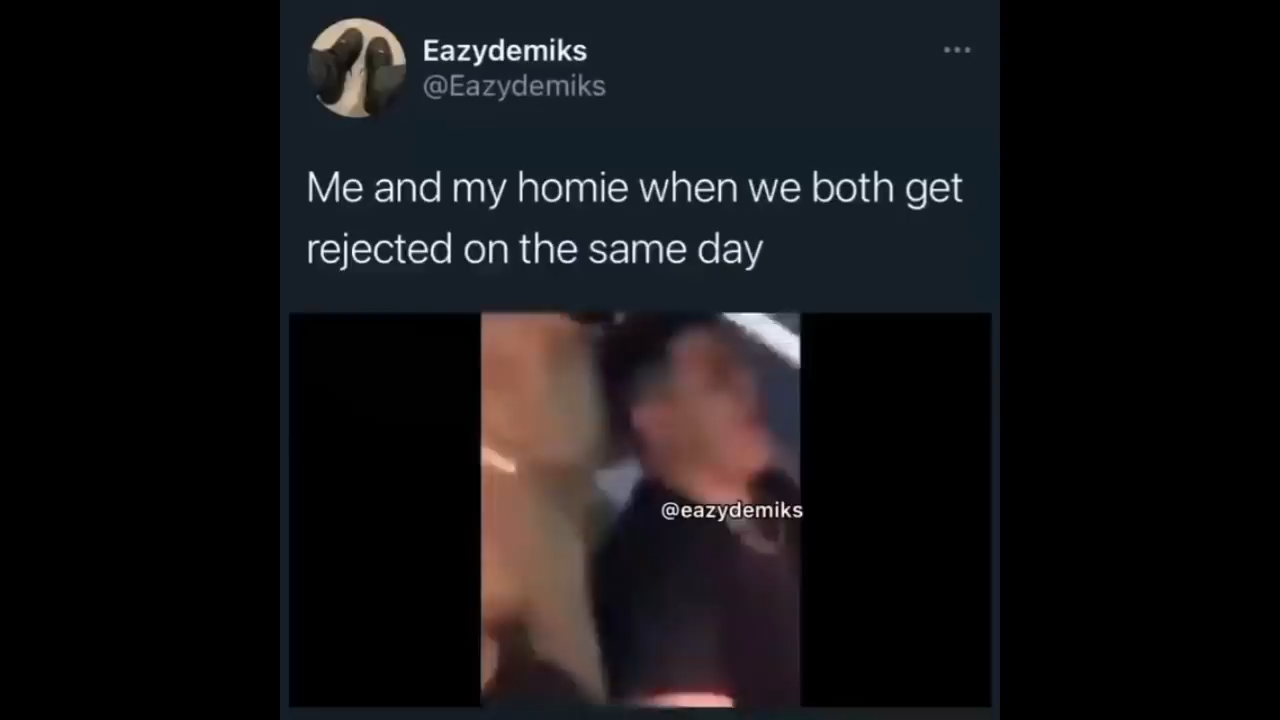 Eazydemiks
@Eazydemiks
Me and my homie when we both get
rejected on the same day
@eazydemiks